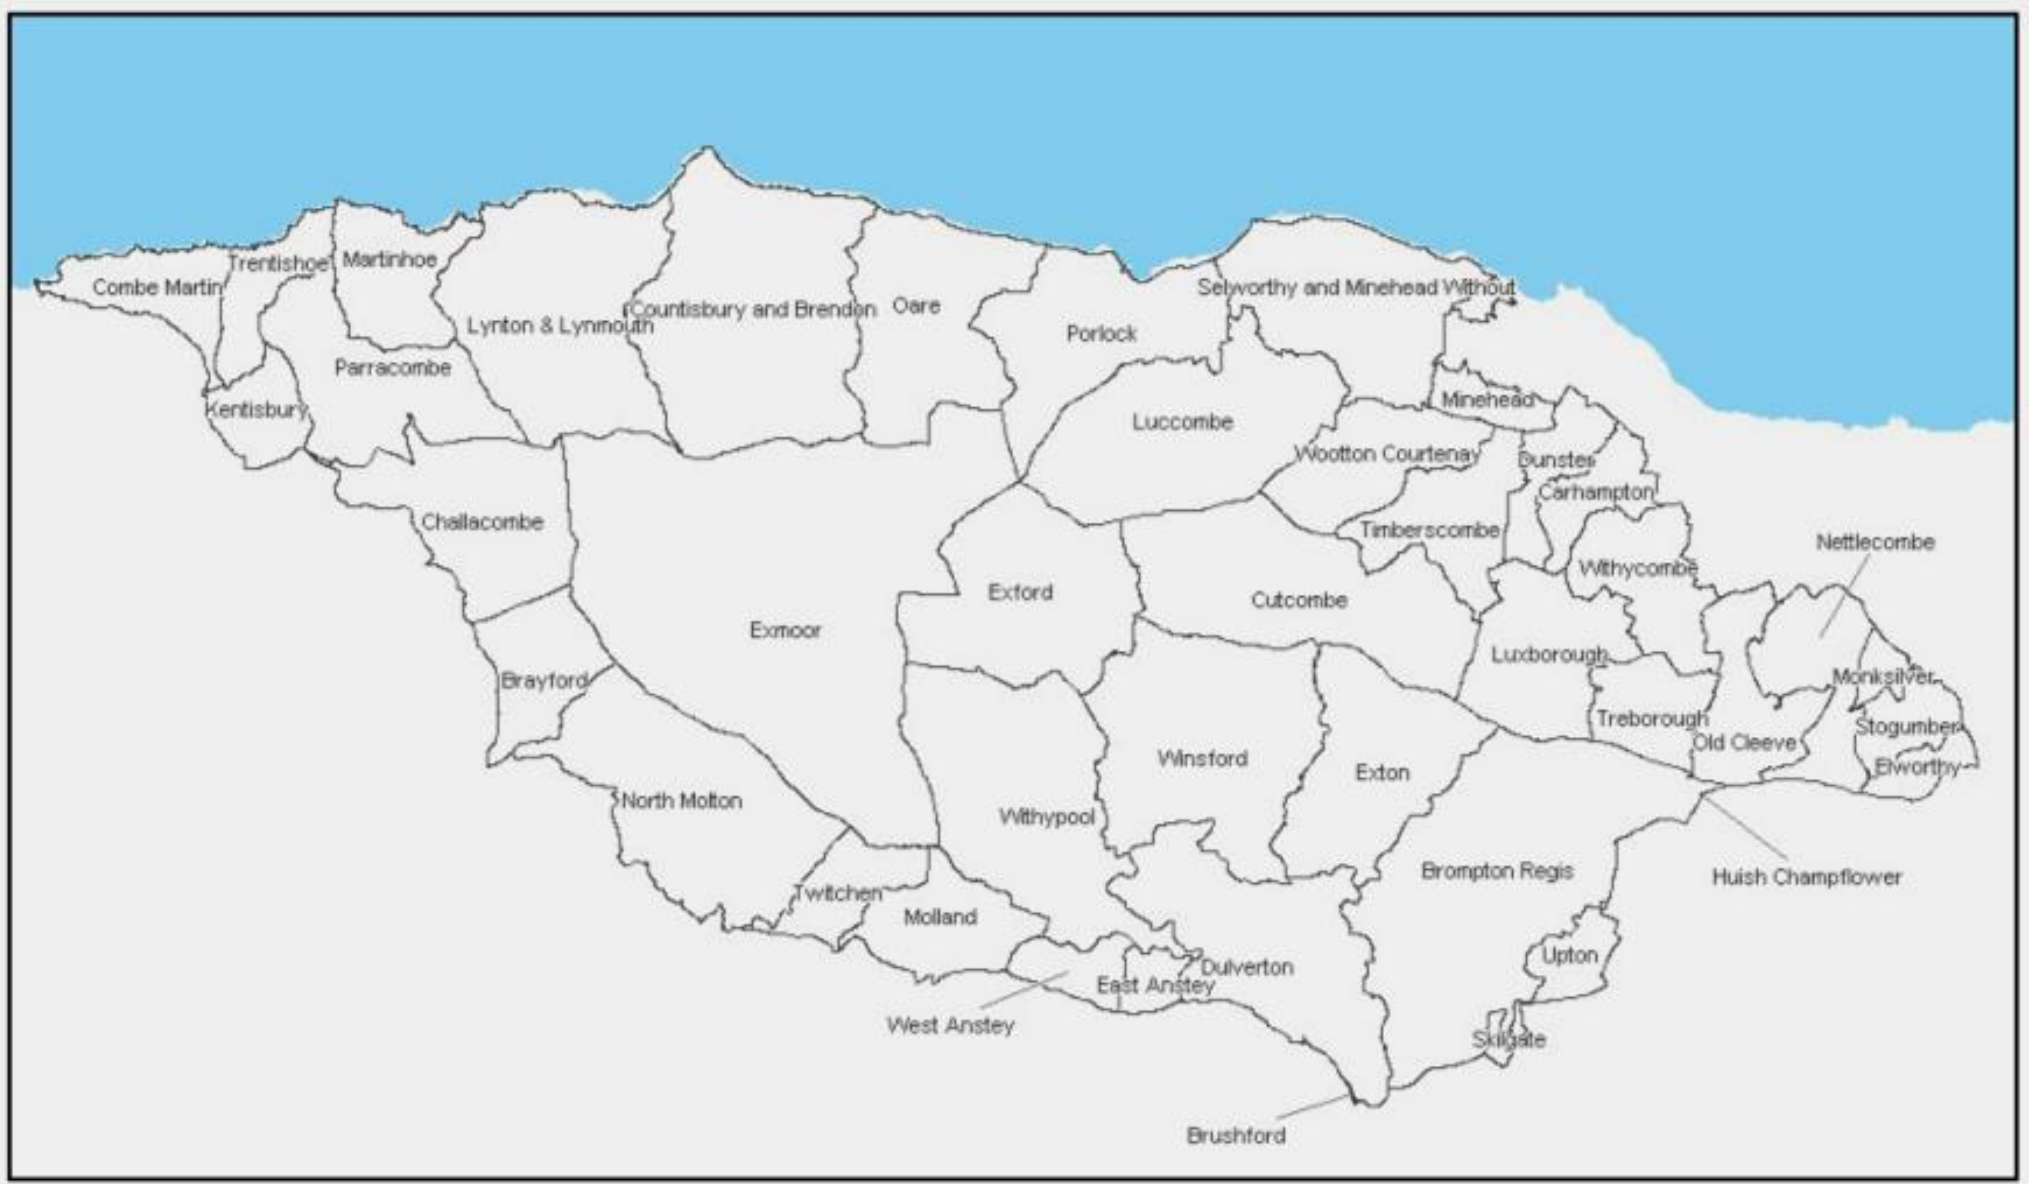 Trentishoe
Martinhoe
Combe Martin
Selworthy and Minehead Without
Countisbury and Brendon
Oare
Lynton & Lynmouth
Porlock
Parracombe
Minehead
Kentisbury
Luccombe
Wootton Courtenay
Dunster
Carhampton
Challacombe
Timberscombe
Nettlecombe
Withycombe
Exford
Cutcombe
Exmoor
Luxborough
Brayford
Monksilver
Treborough
Stogumber
Old Cleeve
Winsford
Exton
Elworthy
North Molton
Withypool
Brompton Regis
Huish Champflower
Twitchen
Molland
Upton
Dulverton
East Anstey
West Anstey
Skilgate
Brushford